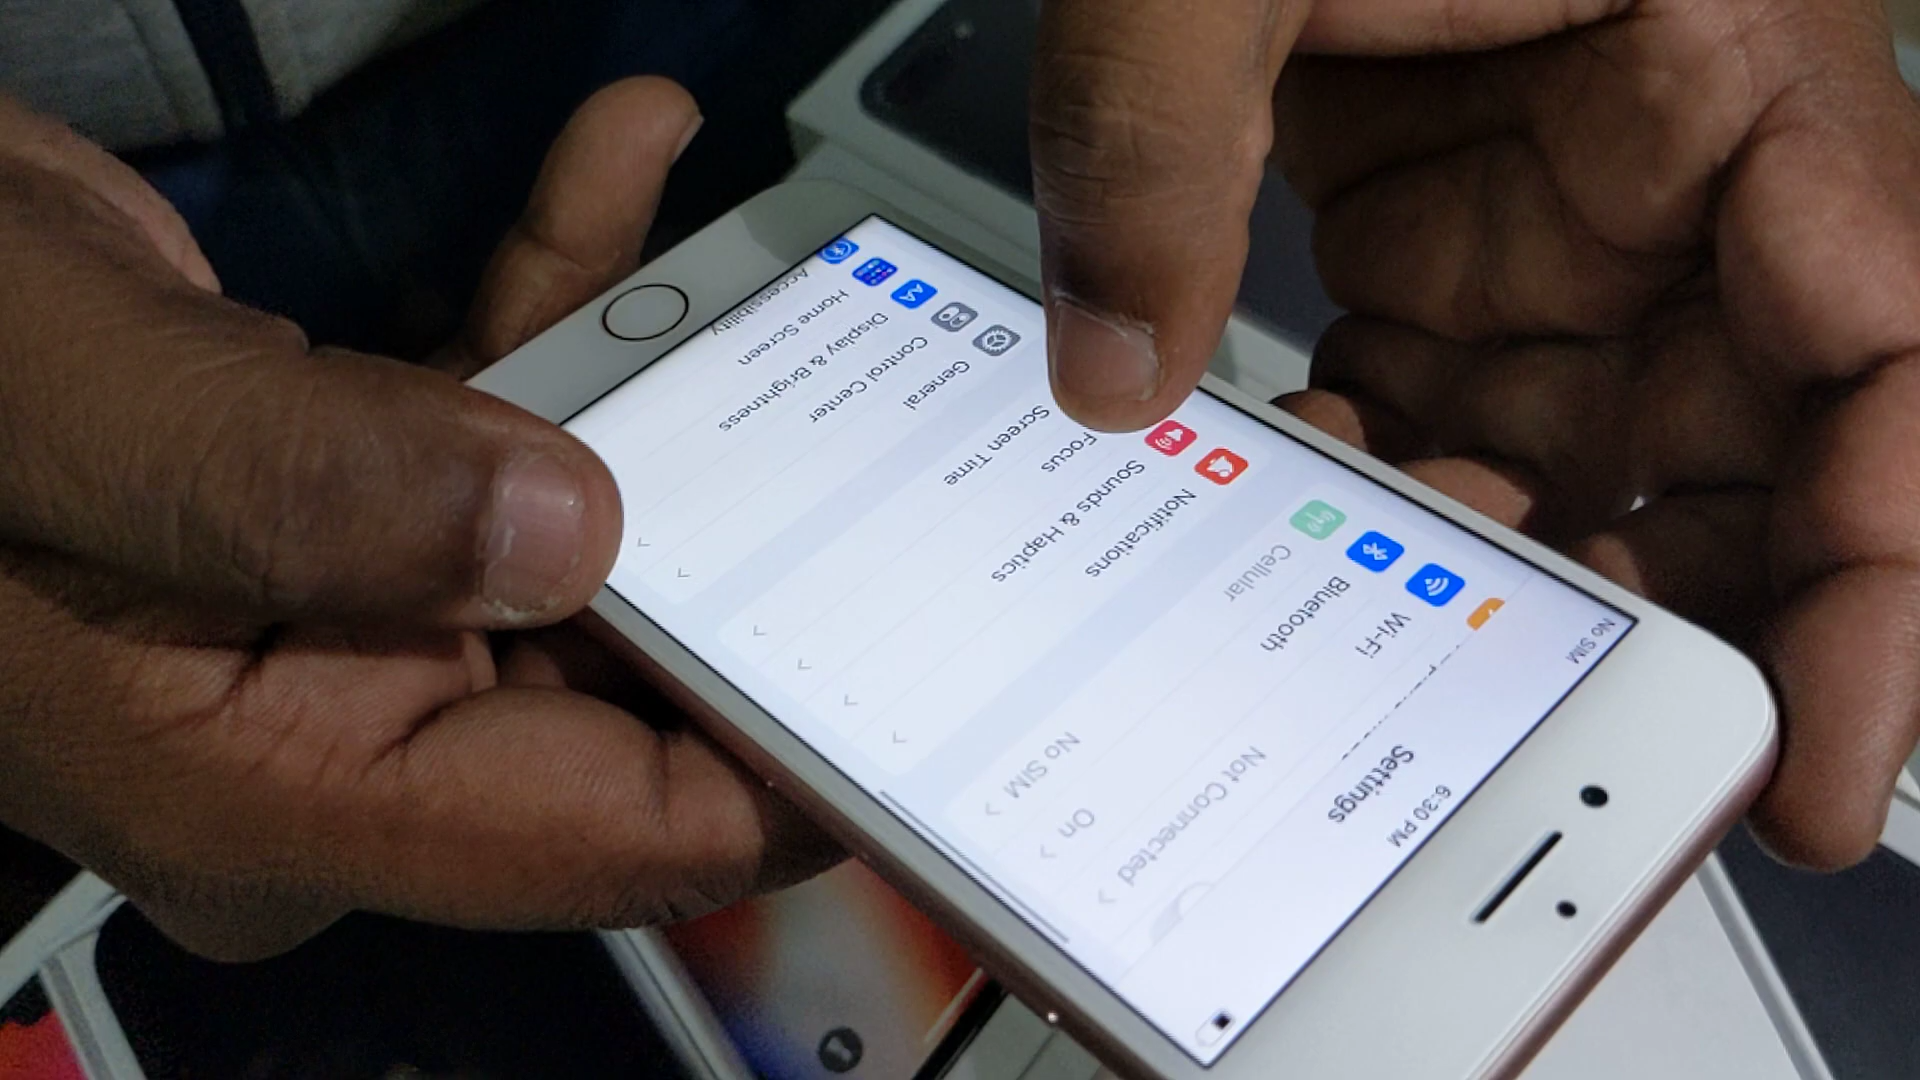 No SIM
6:30 PM
Settings
Wi-Fi
Not Connected
Bluetooth
On
Cellular
No SIM
Notifications
Sounds & Haptics
Focus
Screen Time
General
Control Center
Display & Brightness
Home Screen
Accessibility